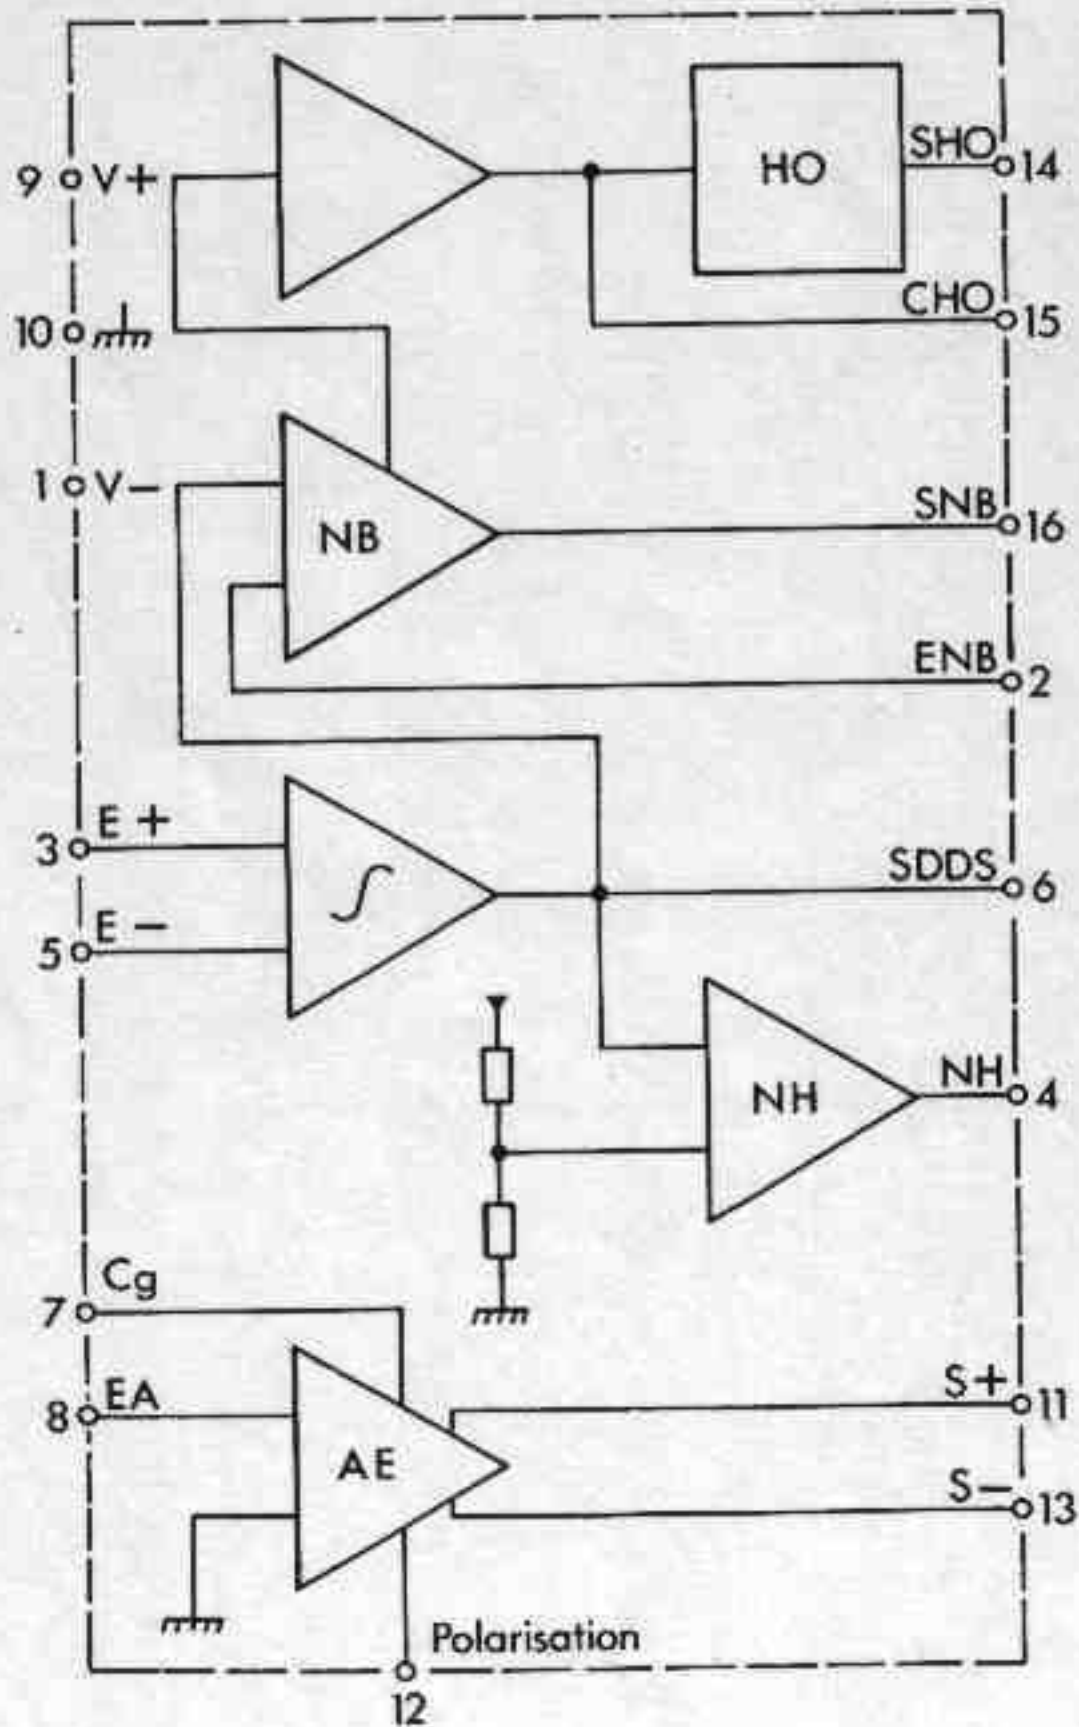 9 V+
HO
SHO 14
10
CHO 15
1 V−
NB
SNB 16
ENB 2
3 E+
5 E−
∫
SDDS 6
NH
NH 4
7 Cg
8 EA
AE
S+ 11
S− 13
Polarisation
12